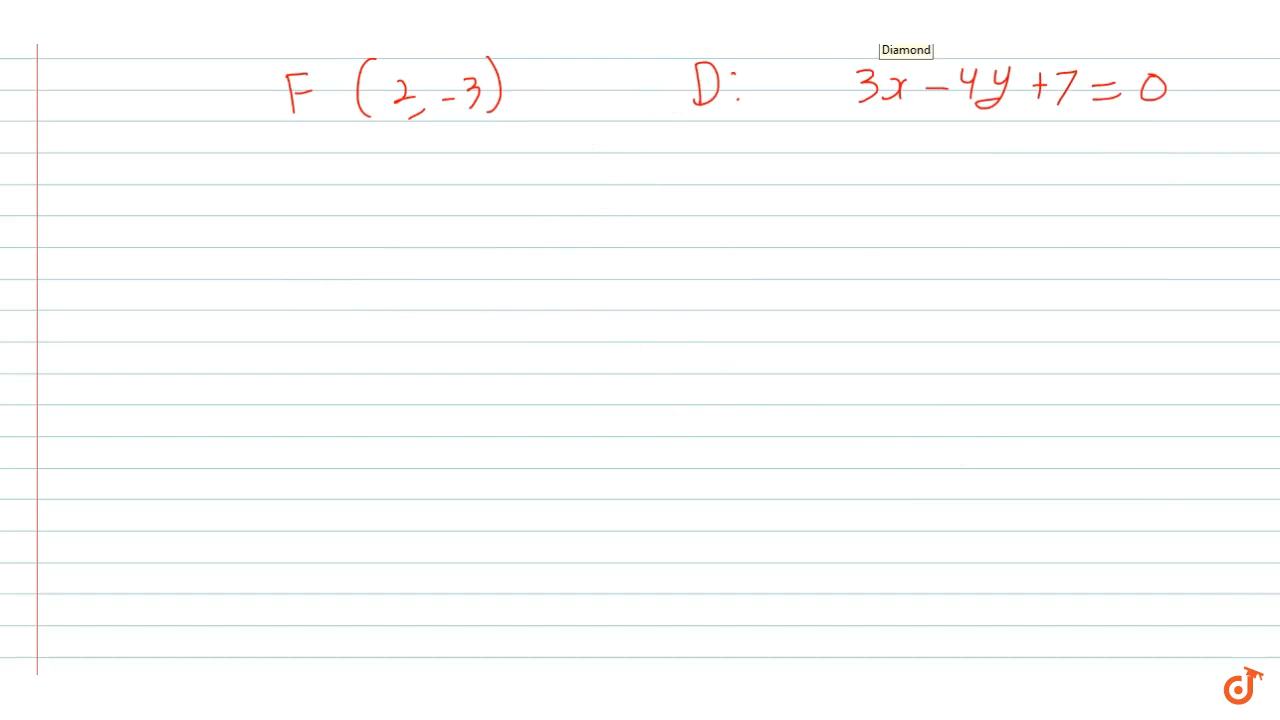 Diamond
F (2, -3) D: 3x - 4y + 7 = 0